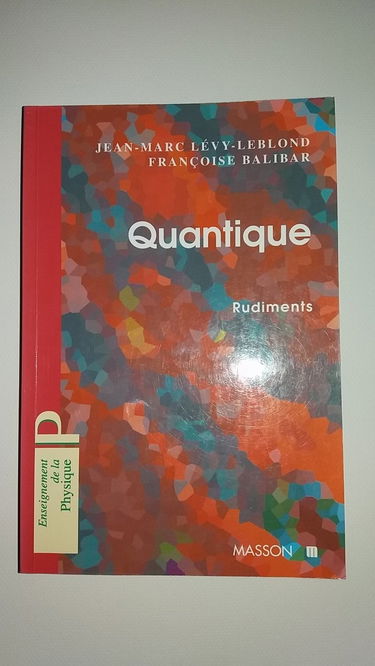 JEAN-MARC LÉVY-LEBLOND
FRANÇOISE BALIBAR
Quantique
Rudiments
P
Enseignement
de la
Physique
MASSON m